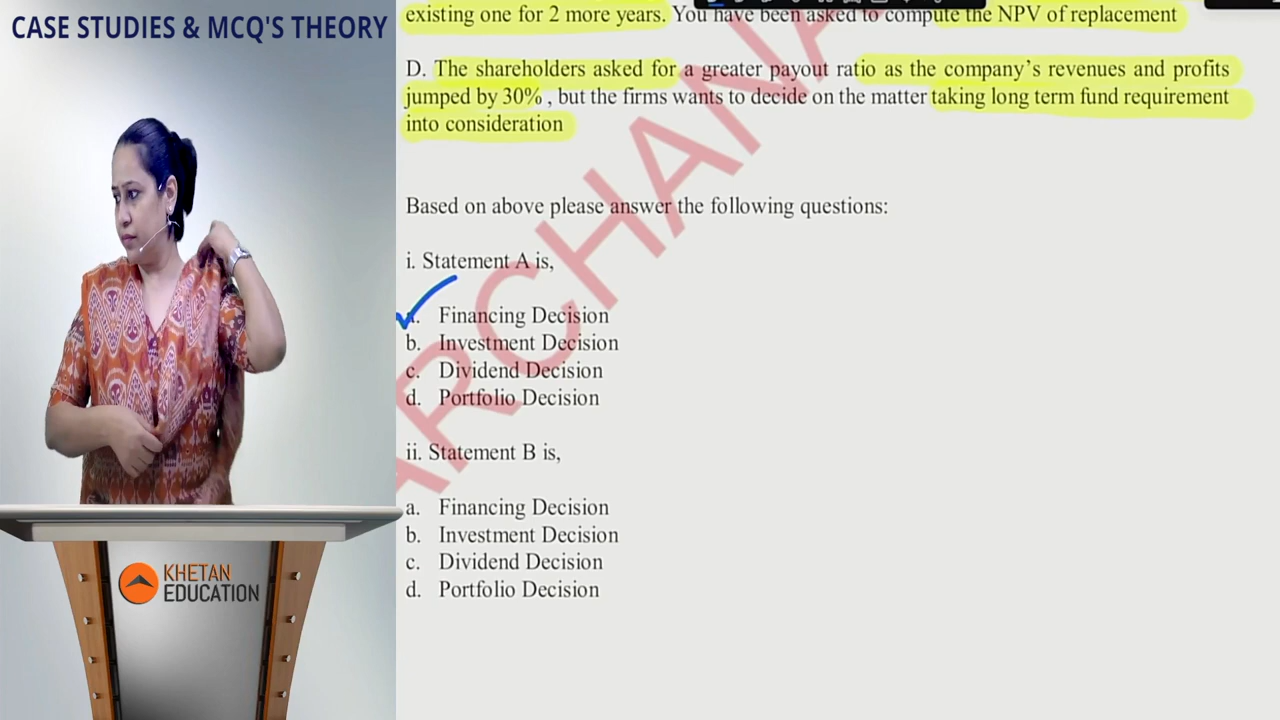 CASE STUDIES & MCQ'S THEORY
existing one for 2 more years. You have been asked to compute the NPV of replacement
D. The shareholders asked for a greater payout ratio as the company's revenues and profits
jumped by 30% , but the firms wants to decide on the matter taking long term fund requirement
into consideration
Based on above please answer the following questions:
i. Statement A is,
a. Financing Decision
b. Investment Decision
c. Dividend Decision
d. Portfolio Decision
ii. Statement B is,
a. Financing Decision
b. Investment Decision
c. Dividend Decision
d. Portfolio Decision
ARCHANA
KHETAN
EDUCATION